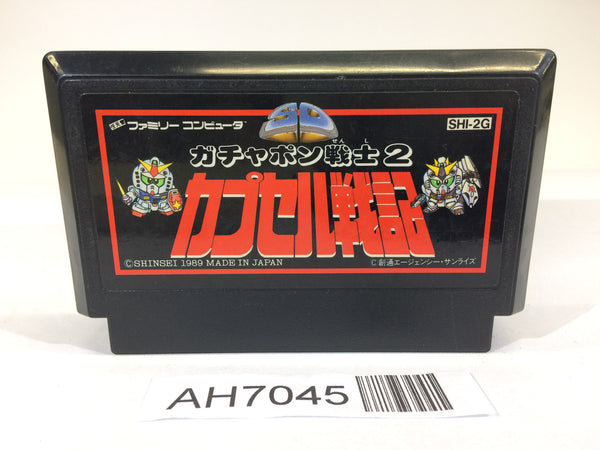 ファミリー コンピュータ
SD
SHI-2G
せん し
ガチャポン戦士2
カプセル戦記
©SHINSEI 1989 MADE IN JAPAN
©創通エージェンシー・サンライズ
AH7045